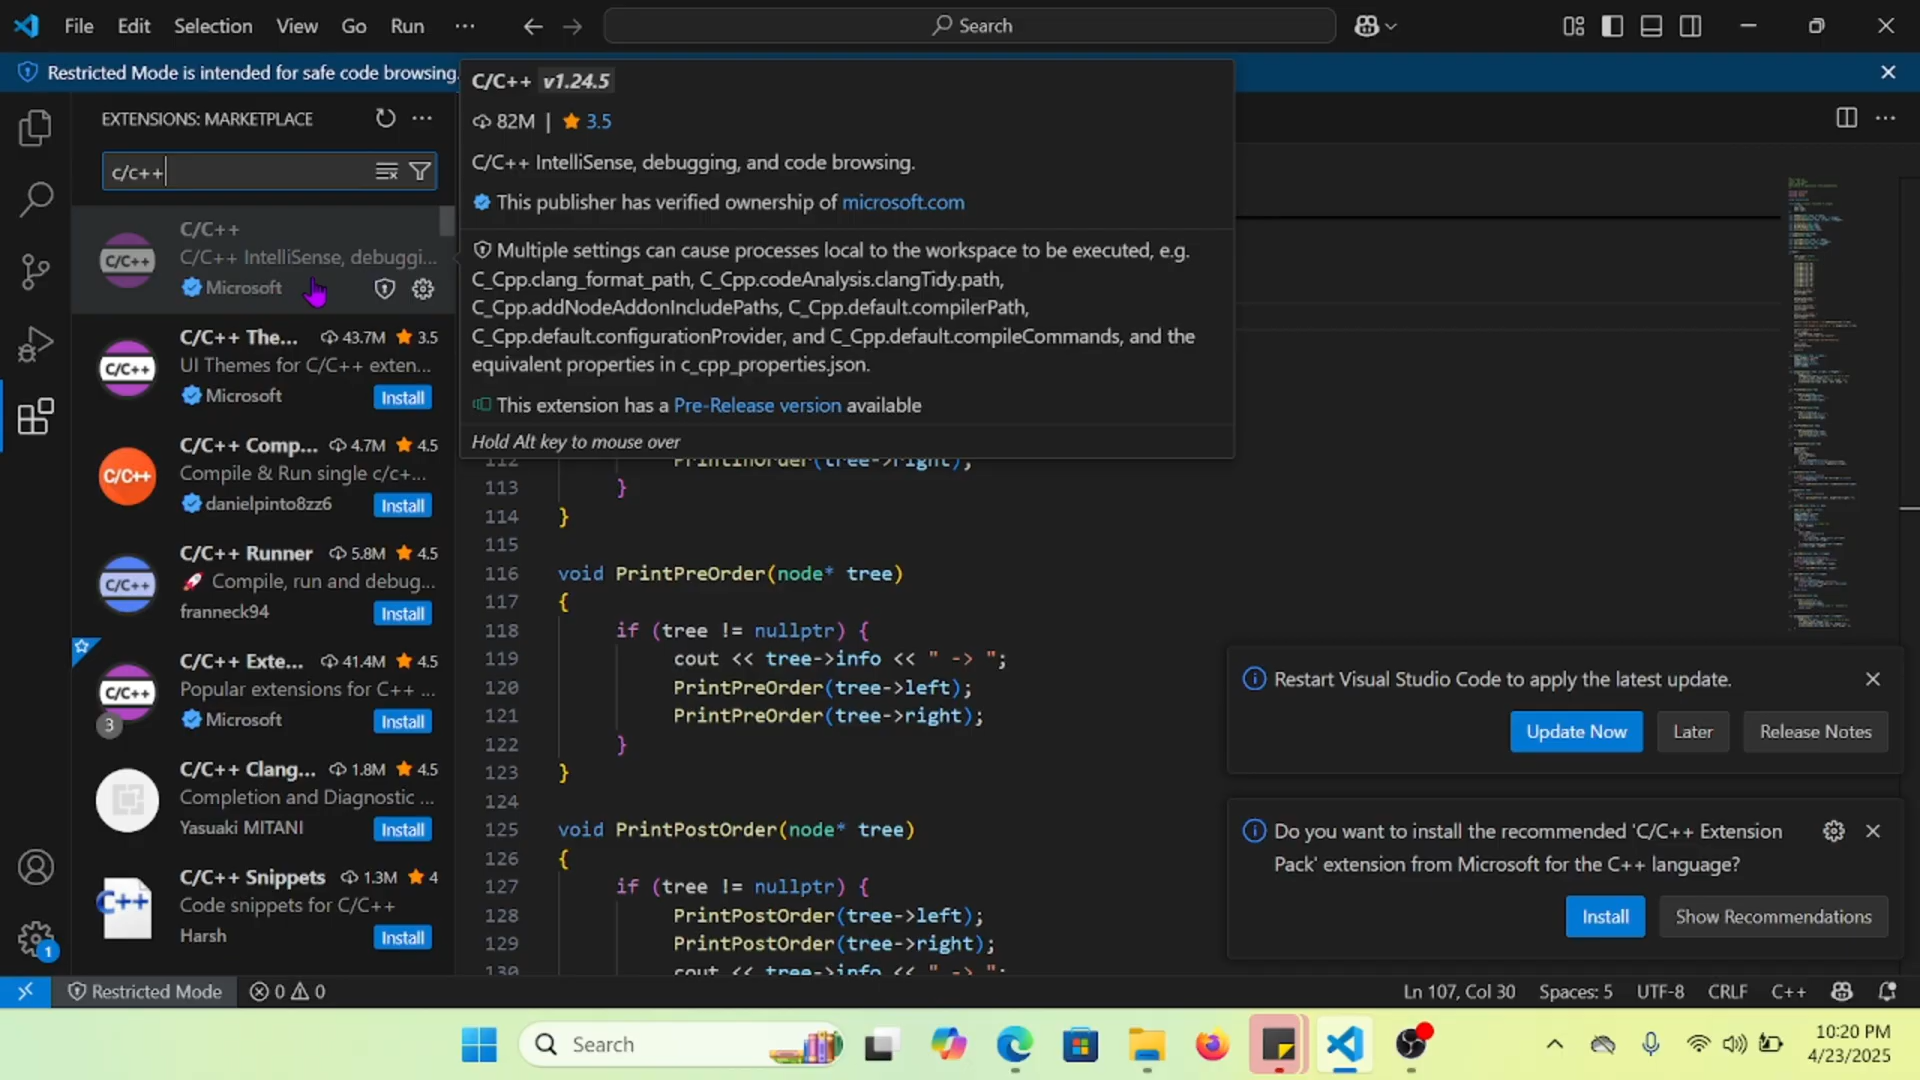 File Edit Selection View Go Run ··· Search
Restricted Mode is intended for safe code browsing.
EXTENSIONS: MARKETPLACE
c/c++
C/C++
C/C++ IntelliSense, debuggi...
Microsoft
C/C++ The... 43.7M 3.5
UI Themes for C/C++ exten...
Microsoft Install
C/C++ Comp... 4.7M 4.5
Compile & Run single c/c+...
danielpinto8zz6 Install
C/C++ Runner 5.8M 4.5
🚀 Compile, run and debug...
franneck94 Install
C/C++ Exte... 41.4M 4.5
Popular extensions for C++ ...
3 Microsoft Install
C/C++ Clang... 1.8M 4.5
Completion and Diagnostic ...
Yasuaki MITANI Install
C/C++ Snippets 1.3M 4
Code snippets for C/C++
Harsh Install
1
C/C++ v1.24.5
82M | 3.5
C/C++ IntelliSense, debugging, and code browsing.
This publisher has verified ownership of microsoft.com
Multiple settings can cause processes local to the workspace to be executed, e.g.
C_Cpp.clang_format_path, C_Cpp.codeAnalysis.clangTidy.path,
C_Cpp.addNodeAddonIncludePaths, C_Cpp.default.compilerPath,
C_Cpp.default.configurationProvider, and C_Cpp.default.compileCommands, and the
equivalent properties in c_cpp_properties.json.
This extension has a Pre-Release version available
Hold Alt key to mouse over
112 PrintInOrder(tree->right);
113 }
114 }
115
116 void PrintPreOrder(node* tree)
117 {
118 if (tree != nullptr) {
119 cout << tree->info << " -> ";
120 PrintPreOrder(tree->left);
121 PrintPreOrder(tree->right);
122 }
123 }
124
125 void PrintPostOrder(node* tree)
126 {
127 if (tree != nullptr) {
128 PrintPostOrder(tree->left);
129 PrintPostOrder(tree->right);
130 cout << tree->info << " -> ";
Restart Visual Studio Code to apply the latest update.
Update Now Later Release Notes
Do you want to install the recommended 'C/C++ Extension
Pack' extension from Microsoft for the C++ language?
Install Show Recommendations
Restricted Mode 0 0 Ln 107, Col 30 Spaces: 5 UTF-8 CRLF C++
Search
10:20 PM
4/23/2025